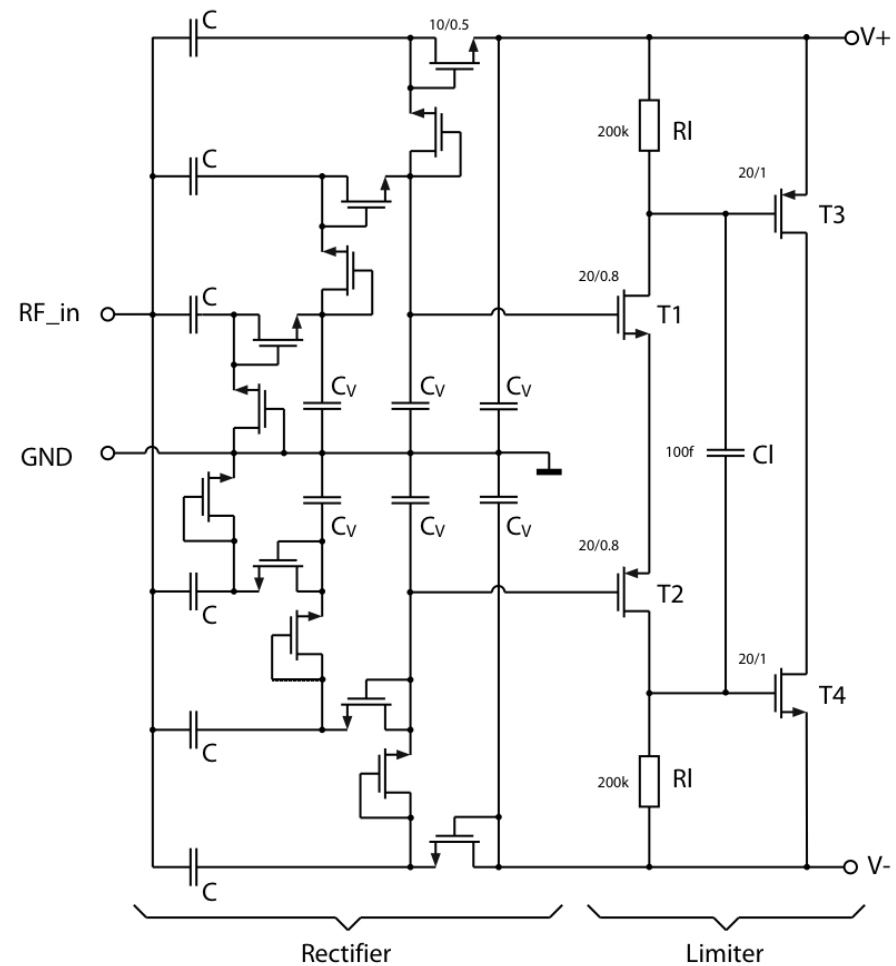 C
10/0.5
V+
200k
Rl
C
20/1
T3
20/0.8
RF_in
C
T1
CV
CV
CV
GND
100f
Cl
CV
CV
CV
20/0.8
C
T2
20/1
T4
C
200k
Rl
C
V-
Rectifier
Limiter